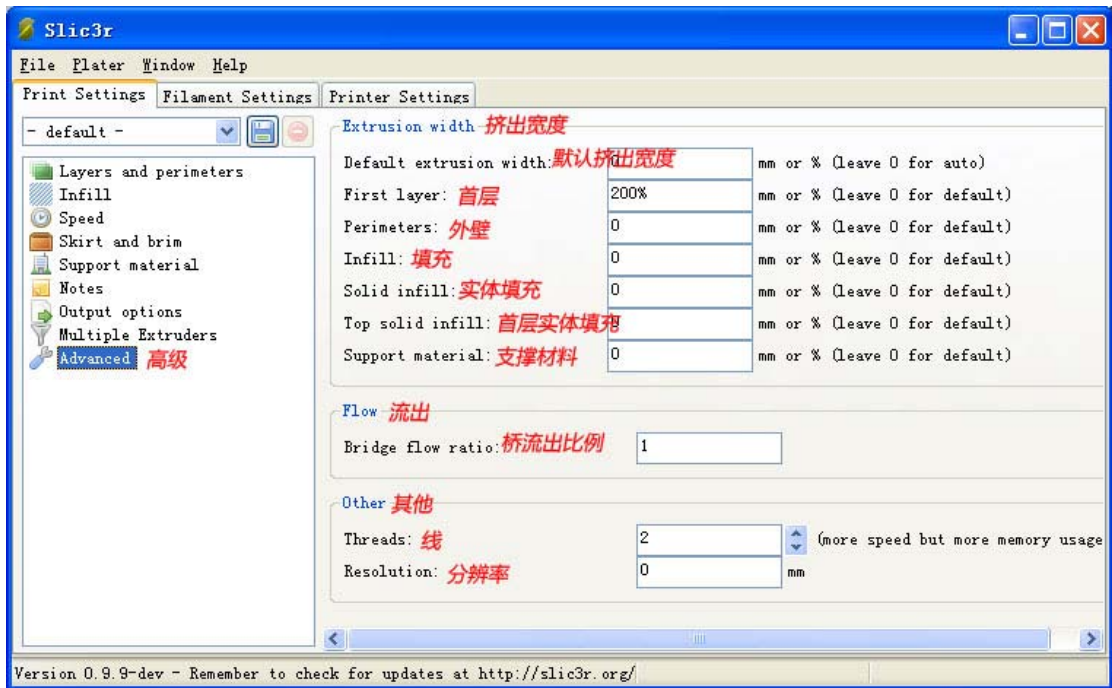 Slic3r
File Plater Window Help
Print Settings Filament Settings Printer Settings
- default -
Layers and perimeters
Infill
Speed
Skirt and brim
Support material
Notes
Output options
Multiple Extruders
Advanced 高级
Extrusion width 挤出宽度
Default extrusion width: 默认挤出宽度 mm or % (leave 0 for auto)
First layer: 首层 200% mm or % (leave 0 for default)
Perimeters: 外壁 0 mm or % (leave 0 for default)
Infill: 填充 0 mm or % (leave 0 for default)
Solid infill: 实体填充 0 mm or % (leave 0 for default)
Top solid infill: 首层实体填充 mm or % (leave 0 for default)
Support material: 支撑材料 0 mm or % (leave 0 for default)
Flow 流出
Bridge flow ratio: 桥流出比例 1
Other 其他
Threads: 线 2 (more speed but more memory usage
Resolution: 分辨率 0 mm
Version 0.9.9-dev - Remember to check for updates at http://slic3r.org/